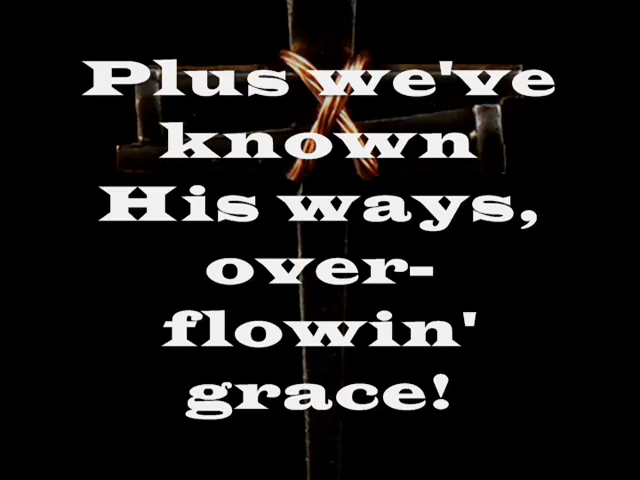 Plus we've
known
His ways,
over-
flowin'
grace!